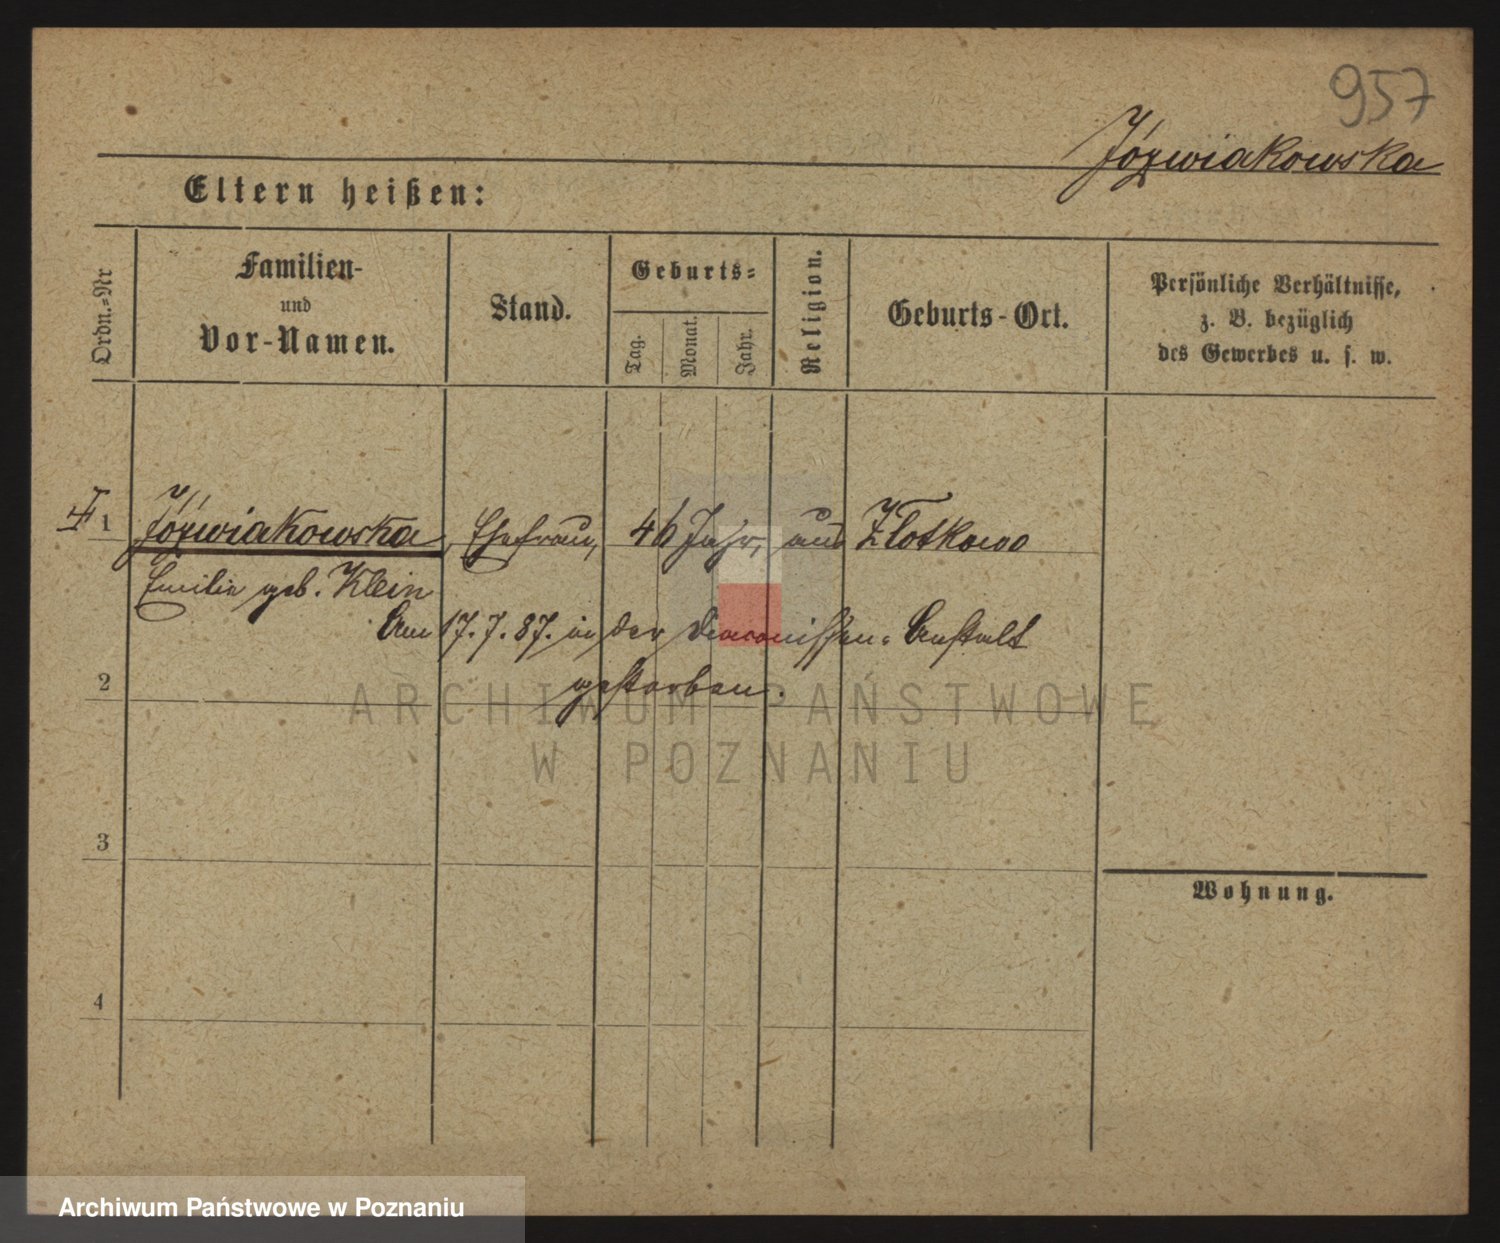 957
Józwiakowska
Eltern heißen:
Ordn.=Nr
Familien-
und
Vor-Namen.
Stand.
Geburts=
Tag.
Monat.
Jahr.
Religion.
Geburts-Ort.
Persönliche Verhältnisse,
z. B. bezüglich
des Gewerbes u. s. w.
1 Józwiakowska, Ehefrau, 46 Jahr, aus Zlotkowo
Emilie geb. Klein
Am 17.7.87. in der Diaconissen=Anstalt
2
gestorben.
ARCHIWUM PAŃSTWOWE
W POZNANIU
3
Wohnung.
4
Archiwum Państwowe w Poznaniu